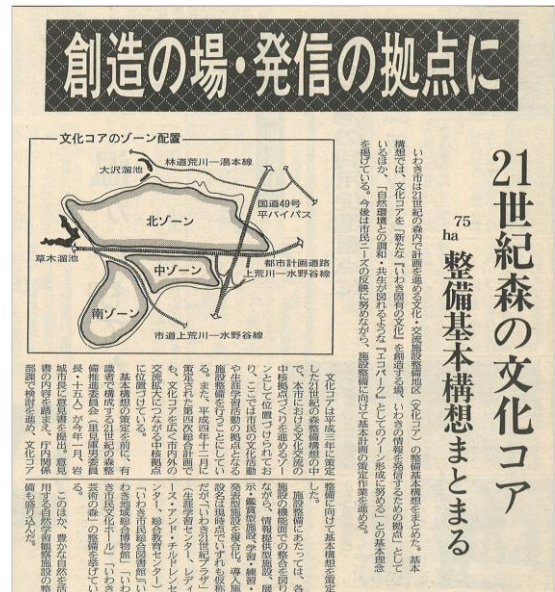 創造の場・発信の拠点に
21世紀森の文化コア
75ha 整備基本構想まとまる
いわき市は21世紀の森内で計画を進める文化・交流施設整備地区（文化コア）の整備基本構想をまとめた。基本
構想では、文化コアを「新たな『いわき固有の文化』を創造する場、いわきの情報を発信するための拠点」として
いるほか、「自然環境との調和・共生が図れるような『エコパーク』としてのゾーン形成に努める」との基本理念
を掲げている。今後は市民ニーズの反映に努めながら、施設整備に向けて基本計画の策定作業を進める。
文化コアのゾーン配置
林道荒川ー湯本線
大沢溜池
国道49号
平バイパス
北ゾーン
草木溜池
都市計画道路
上荒川ー水野谷線
中ゾーン
南ゾーン
市道上荒川ー水野谷線
文化コアは平成三年に策定
した21世紀の森整備構想の中
で、本市における文化交流の
中核拠点づくりを進めるゾー
ンとして位置づけられてお
り、ここでは市民の文化活動
や生涯学習活動の拠点となる
施設整備を行うことにしてい
る。また、平成四年十二月に
策定された第四次総合計画で
も、文化コアを広く市内外の
交流拡大につなげる中核拠点
に位置づけている。
基本構想の策定を前に、有
識者で構成する21世紀の森整
備推進委員会（里見庫男委員
長・十五人）が今年一月、岩
城市長に意見書を提出。意見
書の内容を踏まえ、庁内関係
部課で検討を進め、文化コア
整備に向けて基本構想を策定
した。
施設整備にあたっては、各
施設の機能面での整合を図り
ながら、情報提供型施設、展
示・鑑賞型施設、学習・練習・
発表型施設を複合化。導入施
設名は現時点でいずれも仮称
だが「いわき21世紀プラザ」
（生涯学習センター、レディ
ース・アンド・チルドレンセ
ンター、総合教育センター）
「いわき市民総合図書館」「い
わき地域総合博物館」「いわ
き市民文化ホール」「いわき
芸術の森」の整備を挙げてい
る。
このほか、豊かな自然を活
用する自然学習観察施設の整
備も盛り込んだ。